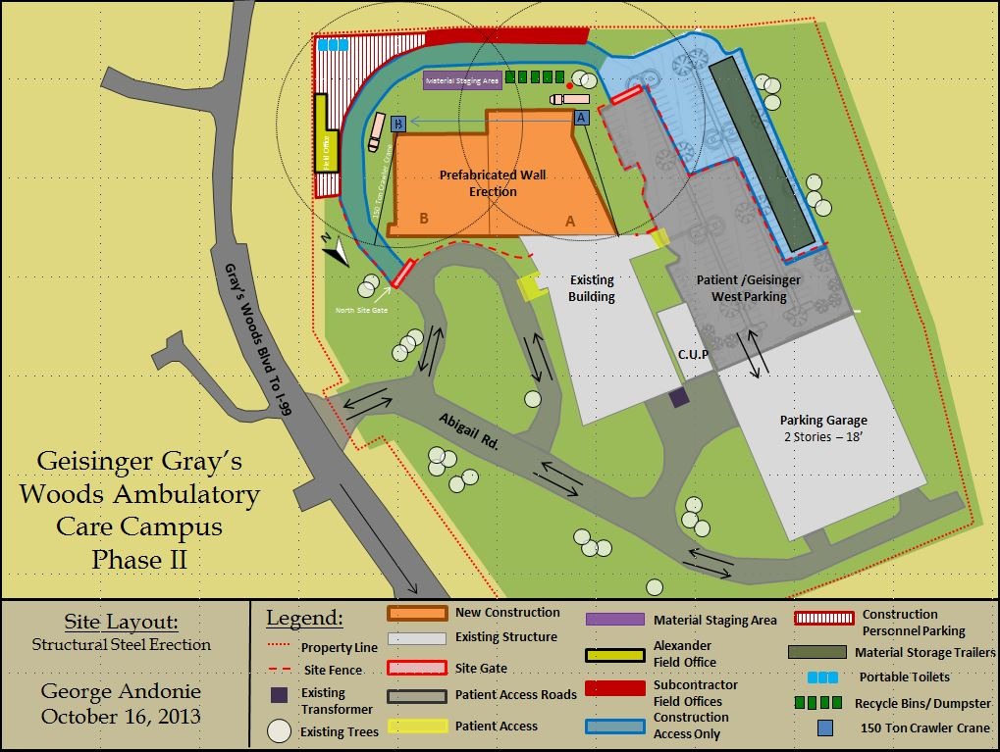 Material Staging Area
Field Office
B
A
150 Ton Crawler Crane
Prefabricated Wall
Erection
B
A
N
North Site Gate
Existing
Building
Patient /Geisinger
West Parking
C.U.P
Gray's Woods Blvd To I-99
Abigail Rd.
Parking Garage
2 Stories – 18'
Geisinger Gray's
Woods Ambulatory
Care Campus
Phase II
Site Layout:
Structural Steel Erection
George Andonie
October 16, 2013
Legend:
Property Line
Site Fence
Existing
Transformer
Existing Trees
New Construction
Existing Structure
Site Gate
Patient Access Roads
Patient Access
Material Staging Area
Alexander
Field Office
Subcontractor
Field Offices
Construction
Access Only
Construction
Personnel Parking
Material Storage Trailers
Portable Toilets
Recycle Bins/ Dumpster
150 Ton Crawler Crane